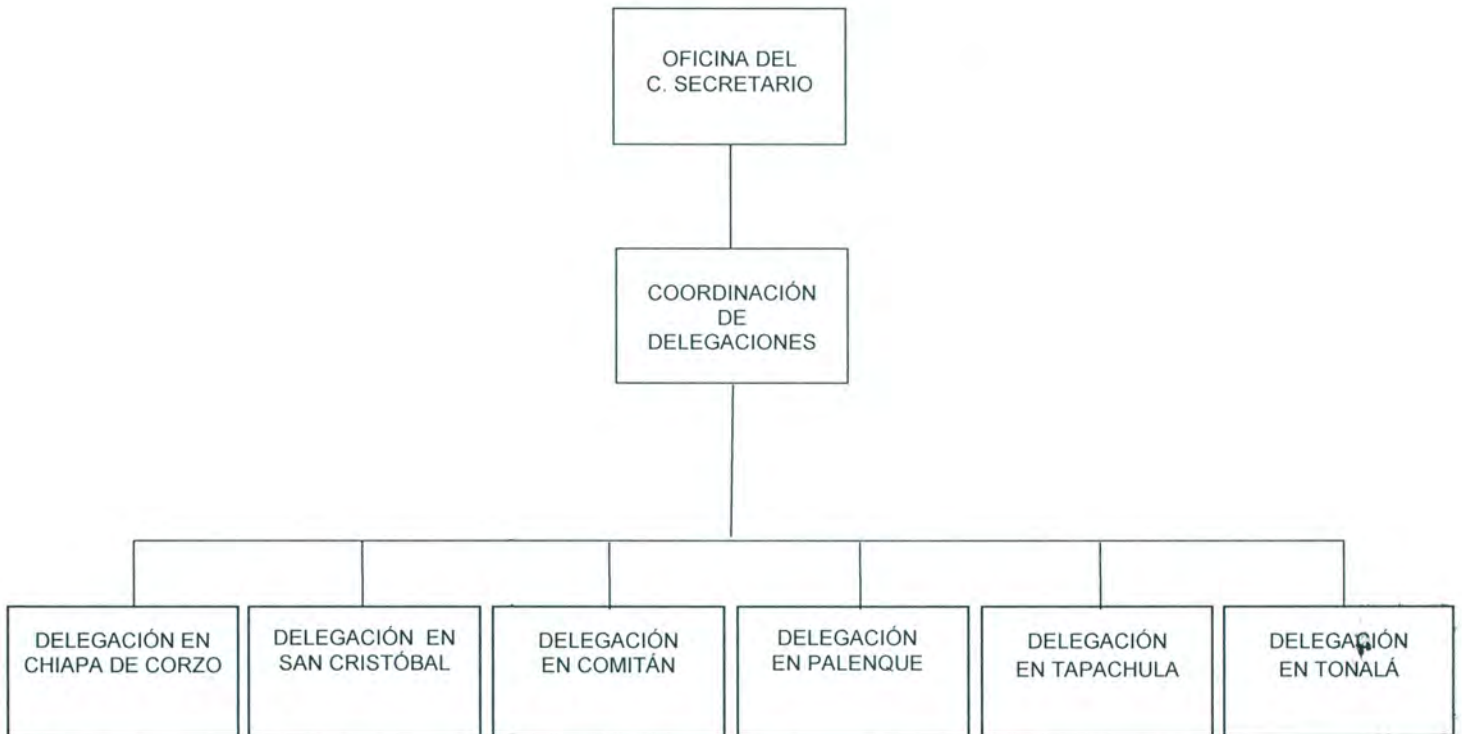 OFICINA DEL
C. SECRETARIO
COORDINACIÓN
DE
DELEGACIONES
DELEGACIÓN EN
CHIAPA DE CORZO
DELEGACIÓN EN
SAN CRISTÓBAL
DELEGACIÓN
EN COMITÁN
DELEGACIÓN
EN PALENQUE
DELEGACIÓN
EN TAPACHULA
DELEGACIÓN
EN TONALÁ